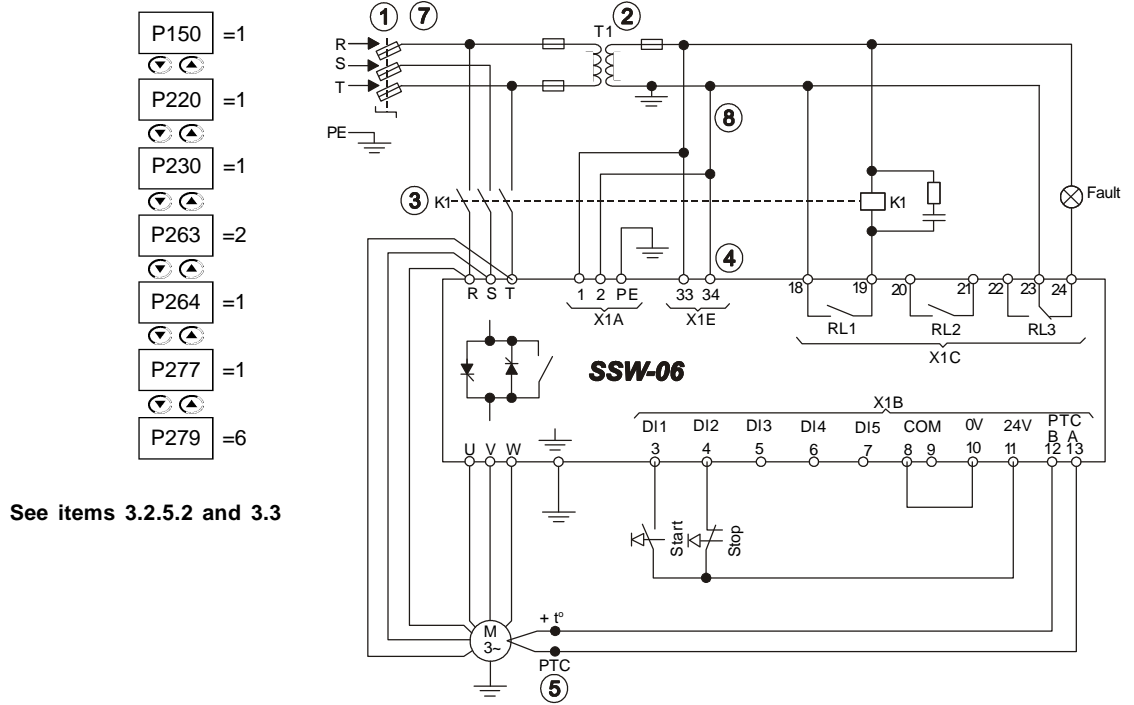 P150 =1
P220 =1
P230 =1
P263 =2
P264 =1
P277 =1
P279 =6
See items 3.2.5.2 and 3.3
1 7
T1 2
R
S
T
PE
8
3 K1
K1
Fault
4
R S T 1 2 PE 33 34 18 19 20 21 22 23 24
X1A X1E RL1 RL2 RL3
X1C
SSW-06
X1B
DI1 DI2 DI3 DI4 DI5 COM 0V 24V PTC
B A
U V W 3 4 5 6 7 8 9 10 11 12 13
Start
Stop
M
3~
+ tº
PTC
5